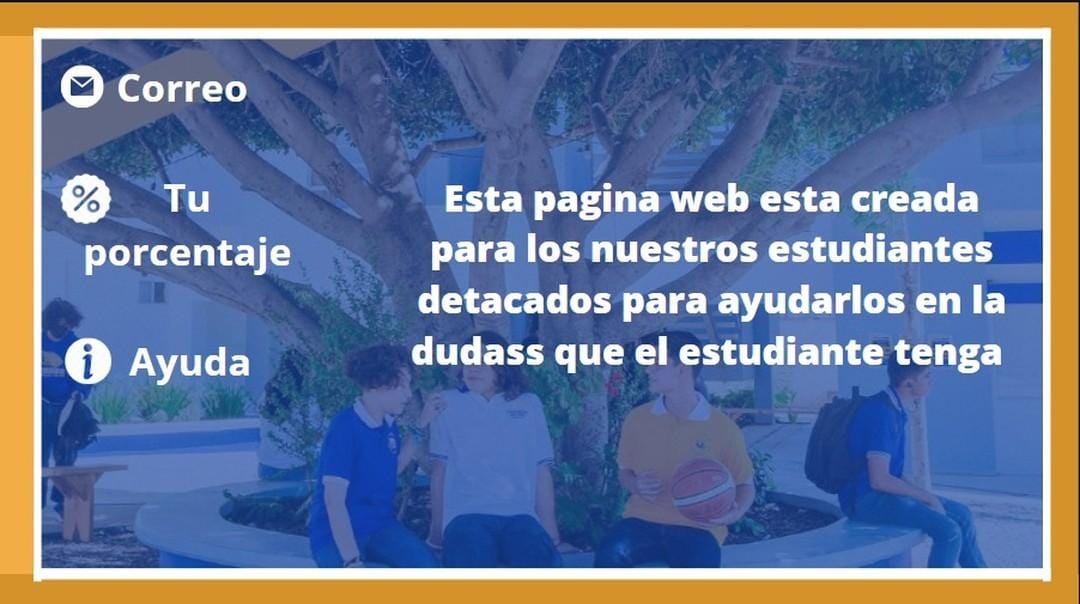 Correo
Tu
porcentaje
Ayuda
Esta pagina web esta creada
para los nuestros estudiantes
detacados para ayudarlos en la
dudass que el estudiante tenga